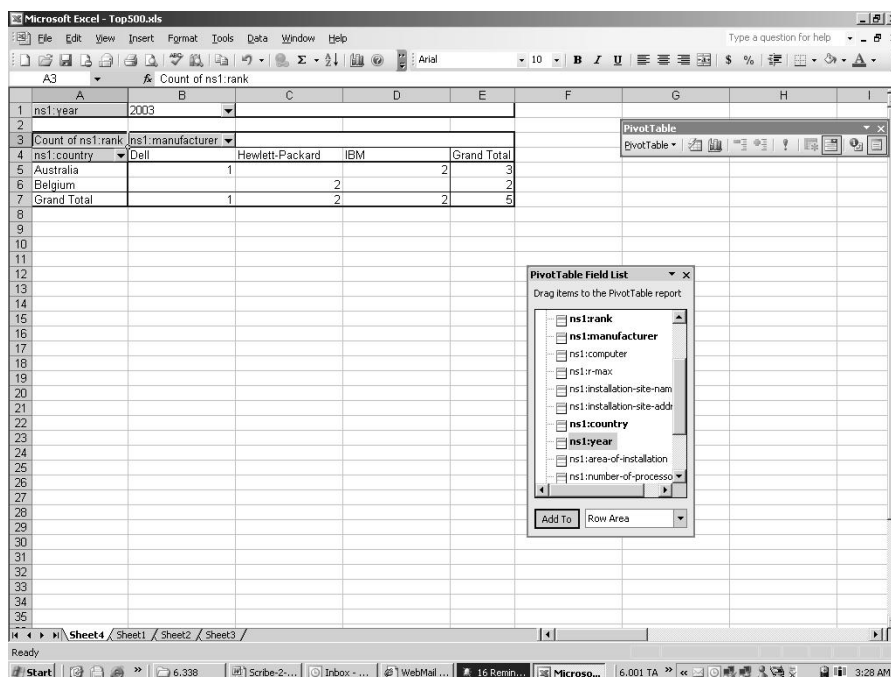 Microsoft Excel - Top500.xls
File Edit View Insert Format Tools Data Window Help Type a question for help
Arial 10 B I U $ %
A3 fx Count of ns1:rank
A B C D E F G H I
1 ns1:year 2003
2
3 Count of ns1:rank ns1:manufacturer
4 ns1:country Dell Hewlett-Packard IBM Grand Total
5 Australia 1 2 3
6 Belgium 2 2
7 Grand Total 1 2 2 5
8
9
10
11
12
13
14
15
16
17
18
19
20
21
22
23
24
25
26
27
28
29
30
31
32
33
34
35
PivotTable
PivotTable
PivotTable Field List
Drag items to the PivotTable report
ns1:rank
ns1:manufacturer
ns1:computer
ns1:r-max
ns1:installation-site-nam
ns1:installation-site-addr
ns1:country
ns1:year
ns1:area-of-installation
ns1:number-of-processo
Add To Row Area
Sheet4 Sheet1 Sheet2 Sheet3
Ready
Start 6.338 Scribe-2-... Inbox - ... WebMail ... 16 Remin... Microso... 6.001 TA 3:28 AM